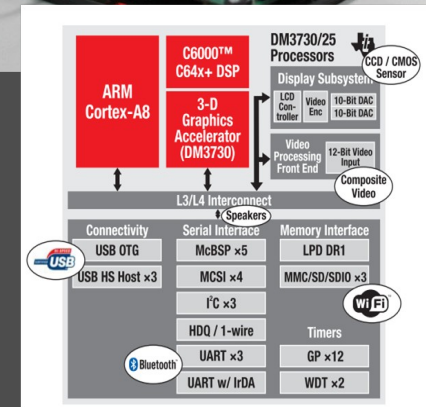 DM3730/25
Processors
CCD / CMOS
Sensor
ARM
Cortex-A8
C6000™
C64x+ DSP
3-D
Graphics
Accelerator
(DM3730)
Display Subsystem
LCD
Con-
troller
Video
Enc
10-Bit DAC
10-Bit DAC
Video
Processing
Front End
12-Bit Video
Input
Composite
Video
L3/L4 Interconnect
Speakers
Connectivity
USB OTG
USB HS Host ×3
USB
Serial Interface
McBSP ×5
MCSI ×4
I²C ×3
HDQ / 1-wire
UART ×3
UART w/ IrDA
Bluetooth
Memory Interface
LPD DR1
MMC/SD/SDIO ×3
WiFi
Timers
GP ×12
WDT ×2